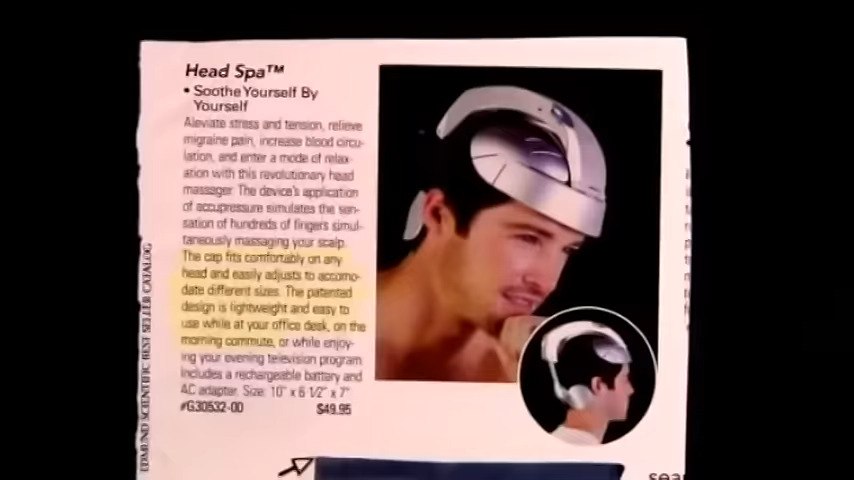 Head Spa™
• Soothe Yourself By
Yourself
Aleviate stress and tension, relieve
migraine pain, increase blood circu-
lation, and enter a mode of relax-
ation with this revolutionary head
massager. The device's application
of accupressure simulates the sen-
sation of hundreds of fingers simul-
taneously massaging your scalp.
The cap fits comfortably on any
head and easily adjusts to accomo-
date different sizes. The patented
design is lightweight and easy to
use while at your office desk, on the
morning commute, or while enjoy-
ing your evening television program.
Includes a rechargeable battery and
AC adapter. Size: 10" x 6 1/2" x 7"
#G30532-00 $49.95
EDMUND SCIENTIFIC BEST SELLER CATALOG